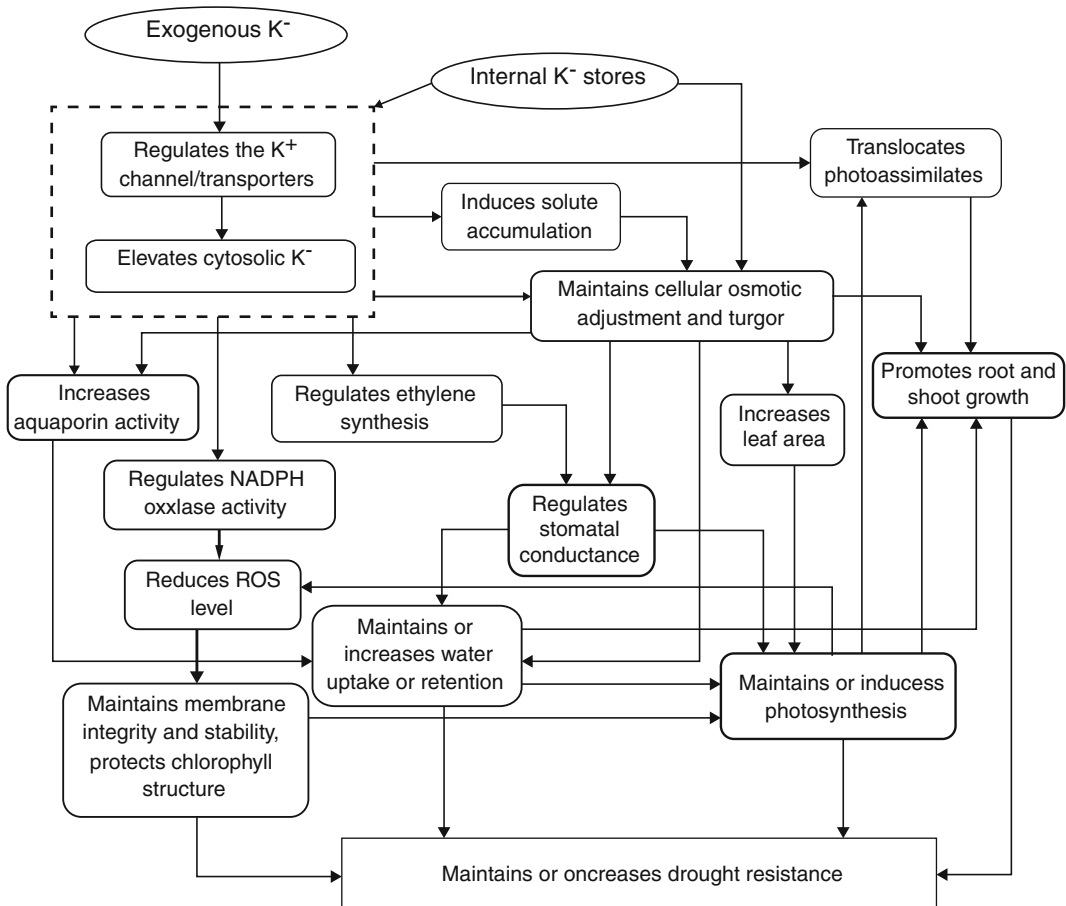 Exogenous K⁻
Internal K⁻ stores
Regulates the K⁺
channel/transporters
Translocates
photoassimilates
Induces solute
accumulation
Elevates cytosolic K⁻
Maintains cellular osmotic
adjustment and turgor
Increases
aquaporin activity
Regulates ethylene
synthesis
Increases
leaf area
Promotes root and
shoot growth
Regulates NADPH
oxxlase activity
Regulates
stomatal
conductance
Reduces ROS
level
Maintains or
increases water
uptake or retention
Maintains or inducess
photosynthesis
Maintains membrane
integrity and stability,
protects chlorophyll
structure
Maintains or oncreases drought resistance